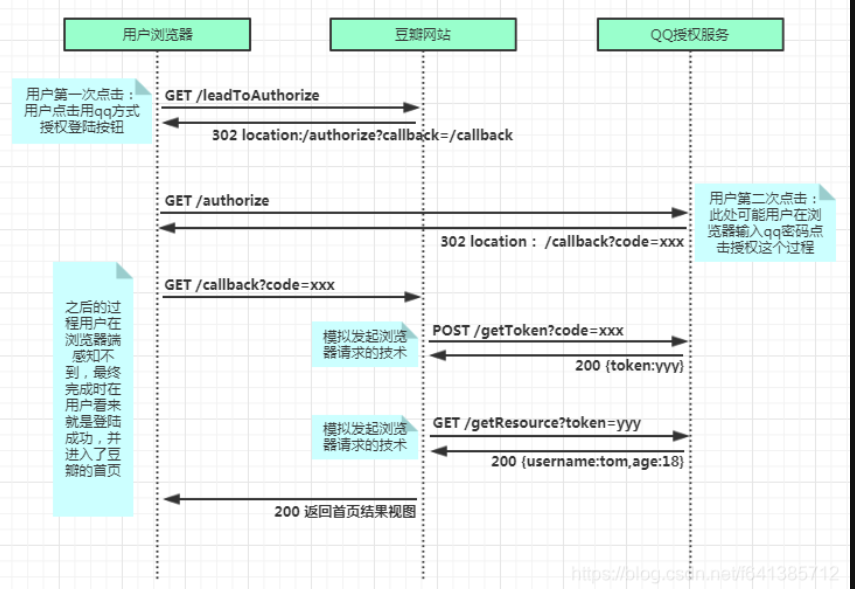 用户浏览器
豆瓣网站
QQ授权服务
用户第一次点击：
用户点击用qq方式
授权登陆按钮
GET /leadToAuthorize
302 location:/authorize?callback=/callback
GET /authorize
用户第二次点击：
此处可能用户在浏
览器输入qq密码点
击授权这个过程
302 location： /callback?code=xxx
之后的过
程用户在
浏览器端
感知不
到，最终
完成时在
用户看来
就是登陆
成功，并
进入了豆
瓣的首页
GET /callback?code=xxx
模拟发起浏览
器请求的技术
POST /getToken?code=xxx
200 {token:yyy}
模拟发起浏览
器请求的技术
GET /getResource?token=yyy
200 {username:tom,age:18}
200 返回首页结果视图
https://blog.csdn.net/f641385712